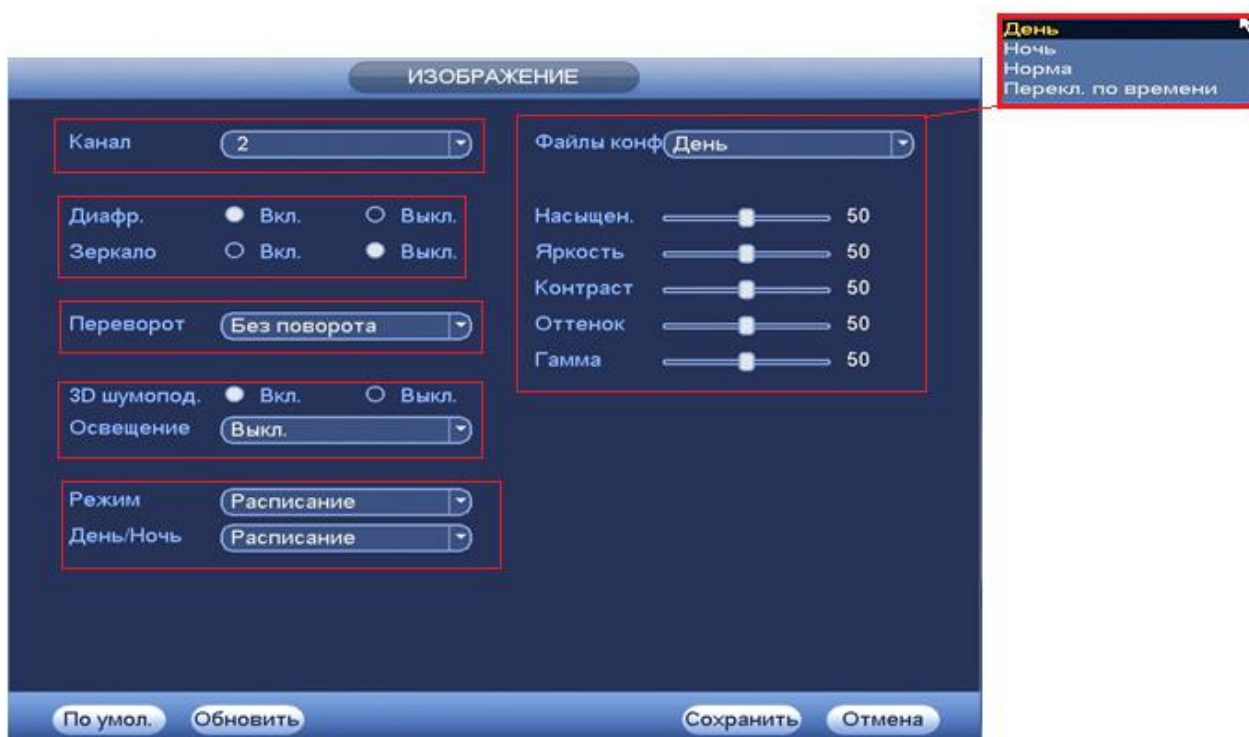 ИЗОБРАЖЕНИЕ
Канал 2
Диафр. Вкл. Выкл.
Зеркало Вкл. Выкл.
Переворот Без поворота
3D шумопод. Вкл. Выкл.
Освещение Выкл.
Режим Расписание
День/Ночь Расписание
Файлы конф День
Насыщен. 50
Яркость 50
Контраст 50
Оттенок 50
Гамма 50
День
Ночь
Норма
Перекл. по времени
По умол. Обновить Сохранить Отмена